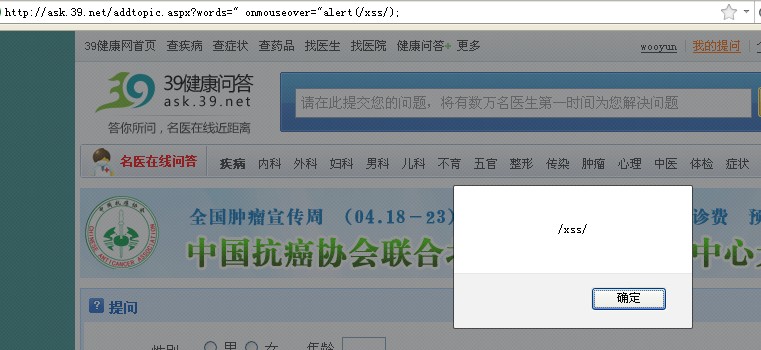 http://ask.39.net/addtopic.aspx?words=" onmouseover="alert(/xss/);
39健康网首页 查疾病 查症状 查药品 找医生 找医院 健康问答+ 更多 wooyun 我的提问
39健康问答
ask.39.net
答你所问，名医在线近距离
请在此提交您的问题，将有数万名医生第一时间为您解决问题
名医在线问答 疾病 内科 外科 妇科 男科 儿科 不育 五官 整形 传染 肿瘤 心理 中医 体检 症状
CHINESE ANTICANCER ASSOCIATION
全国肿瘤宣传周 （04.18-23） 诊费
中国抗癌协会联合 中心
/xss/
确定
? 提问
性别 男 女 年龄